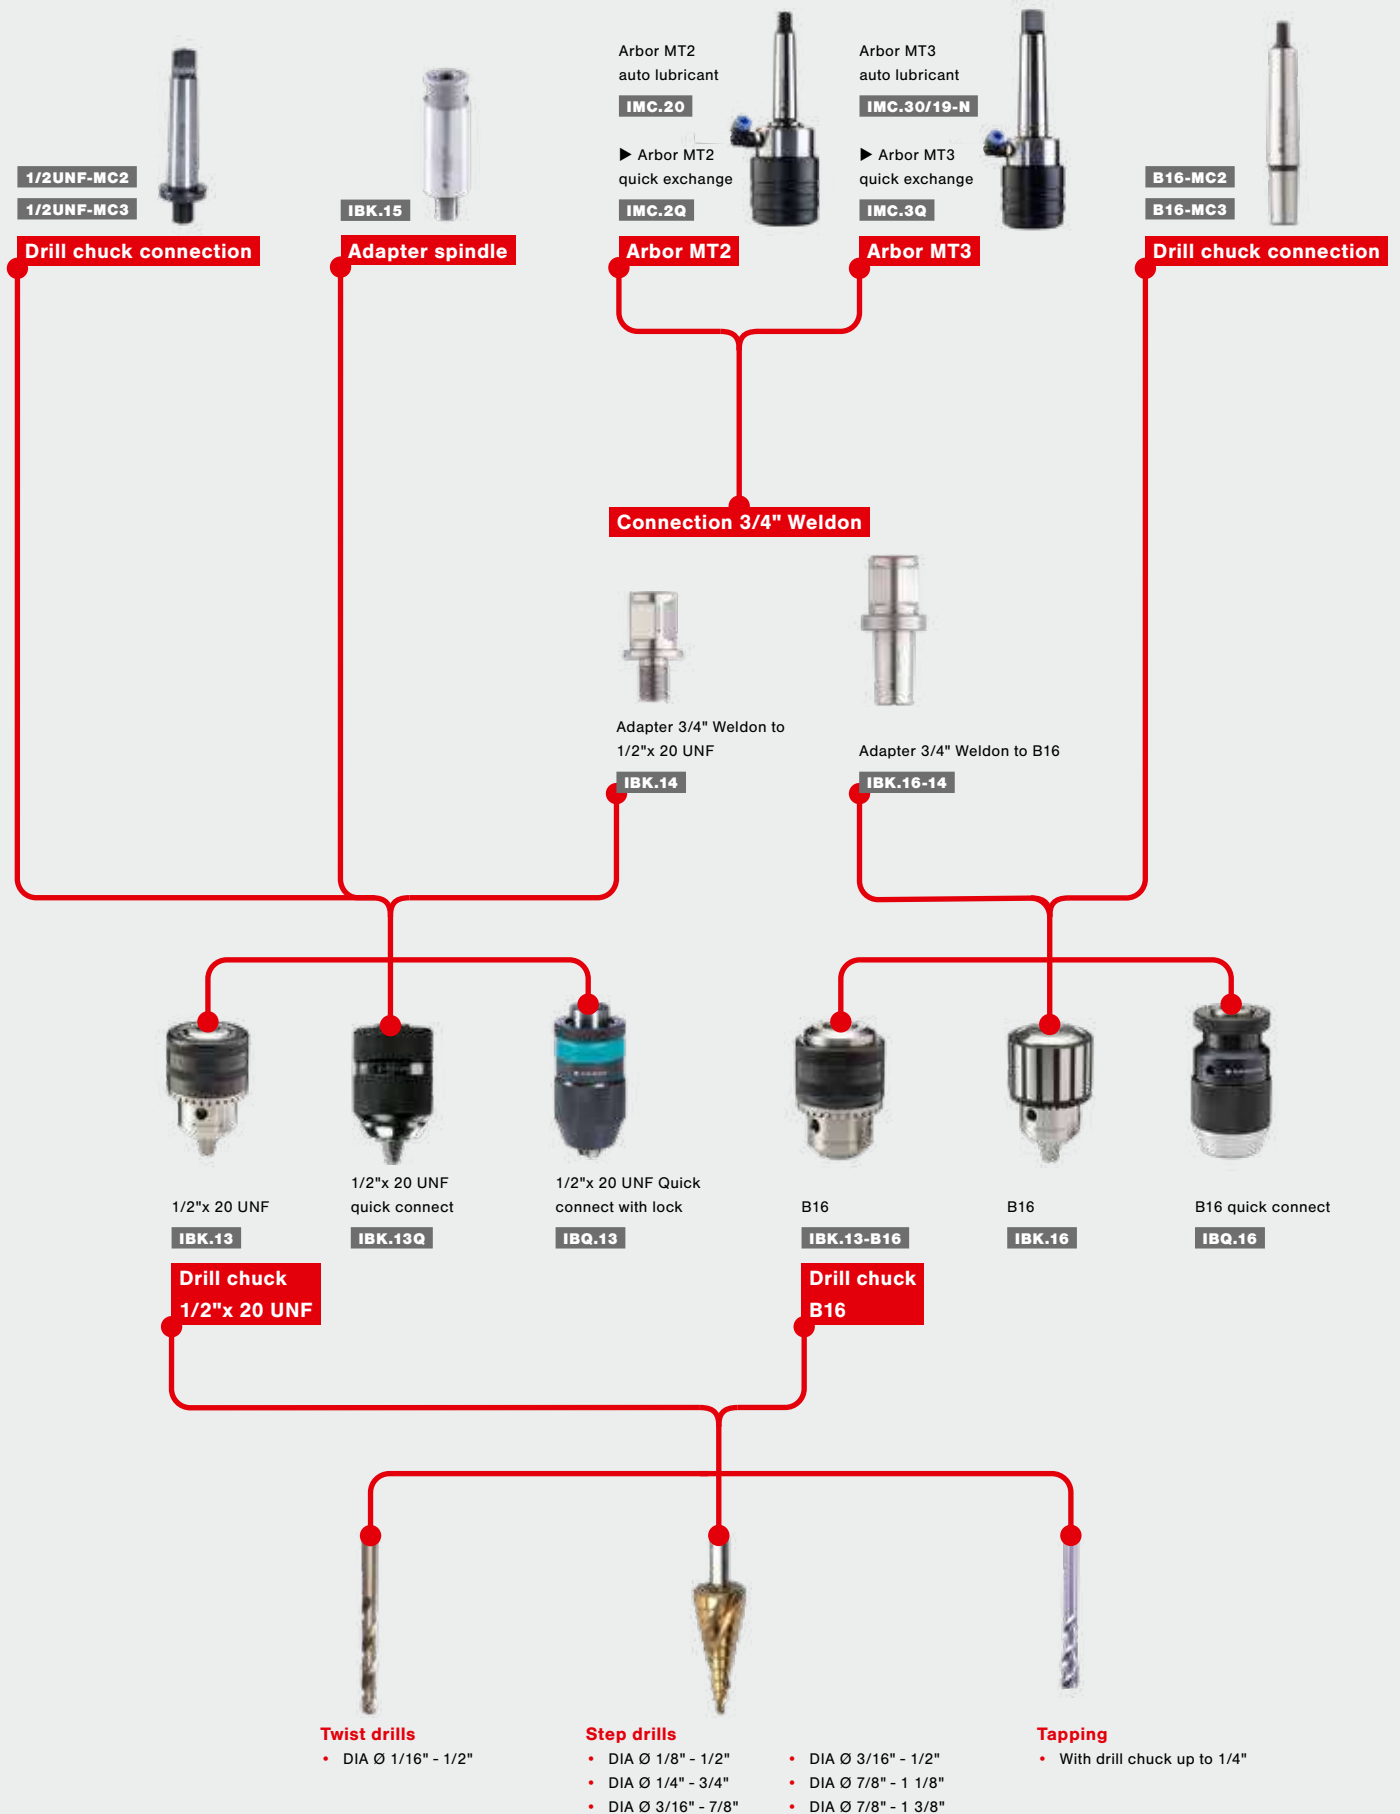 Arbor MT2
auto lubricant
IMC.20
▶ Arbor MT2
quick exchange
IMC.2Q
Arbor MT3
auto lubricant
IMC.30/19-N
▶ Arbor MT3
quick exchange
IMC.3Q
1/2UNF-MC2
1/2UNF-MC3
IBK.15
B16-MC2
B16-MC3
Drill chuck connection
Adapter spindle
Arbor MT2
Arbor MT3
Drill chuck connection
Connection 3/4" Weldon
Adapter 3/4" Weldon to
1/2"x 20 UNF
IBK.14
Adapter 3/4" Weldon to B16
IBK.16-14
1/2"x 20 UNF
IBK.13
1/2"x 20 UNF
quick connect
IBK.13Q
1/2"x 20 UNF Quick
connect with lock
IBQ.13
B16
IBK.13-B16
B16
IBK.16
B16 quick connect
IBQ.16
Drill chuck
1/2"x 20 UNF
Drill chuck
B16
Twist drills
• DIA Ø 1/16" - 1/2"
Step drills
• DIA Ø 1/8" - 1/2"
• DIA Ø 1/4" - 3/4"
• DIA Ø 3/16" - 7/8"
• DIA Ø 3/16" - 1/2"
• DIA Ø 7/8" - 1 1/8"
• DIA Ø 7/8" - 1 3/8"
Tapping
• With drill chuck up to 1/4"